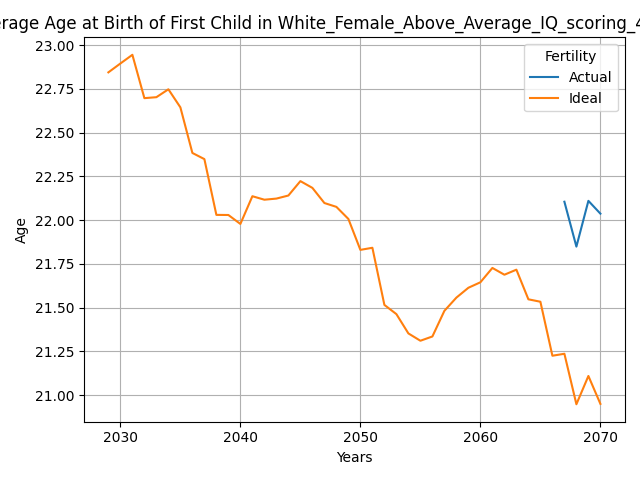 erage Age at Birth of First Child in White_Female_Above_Average_IQ_scoring_4
23.00
22.75
22.50
22.25
22.00
21.75
21.50
21.25
21.00
Age
Fertility
Actual
Ideal
2030 2040 2050 2060 2070
Years